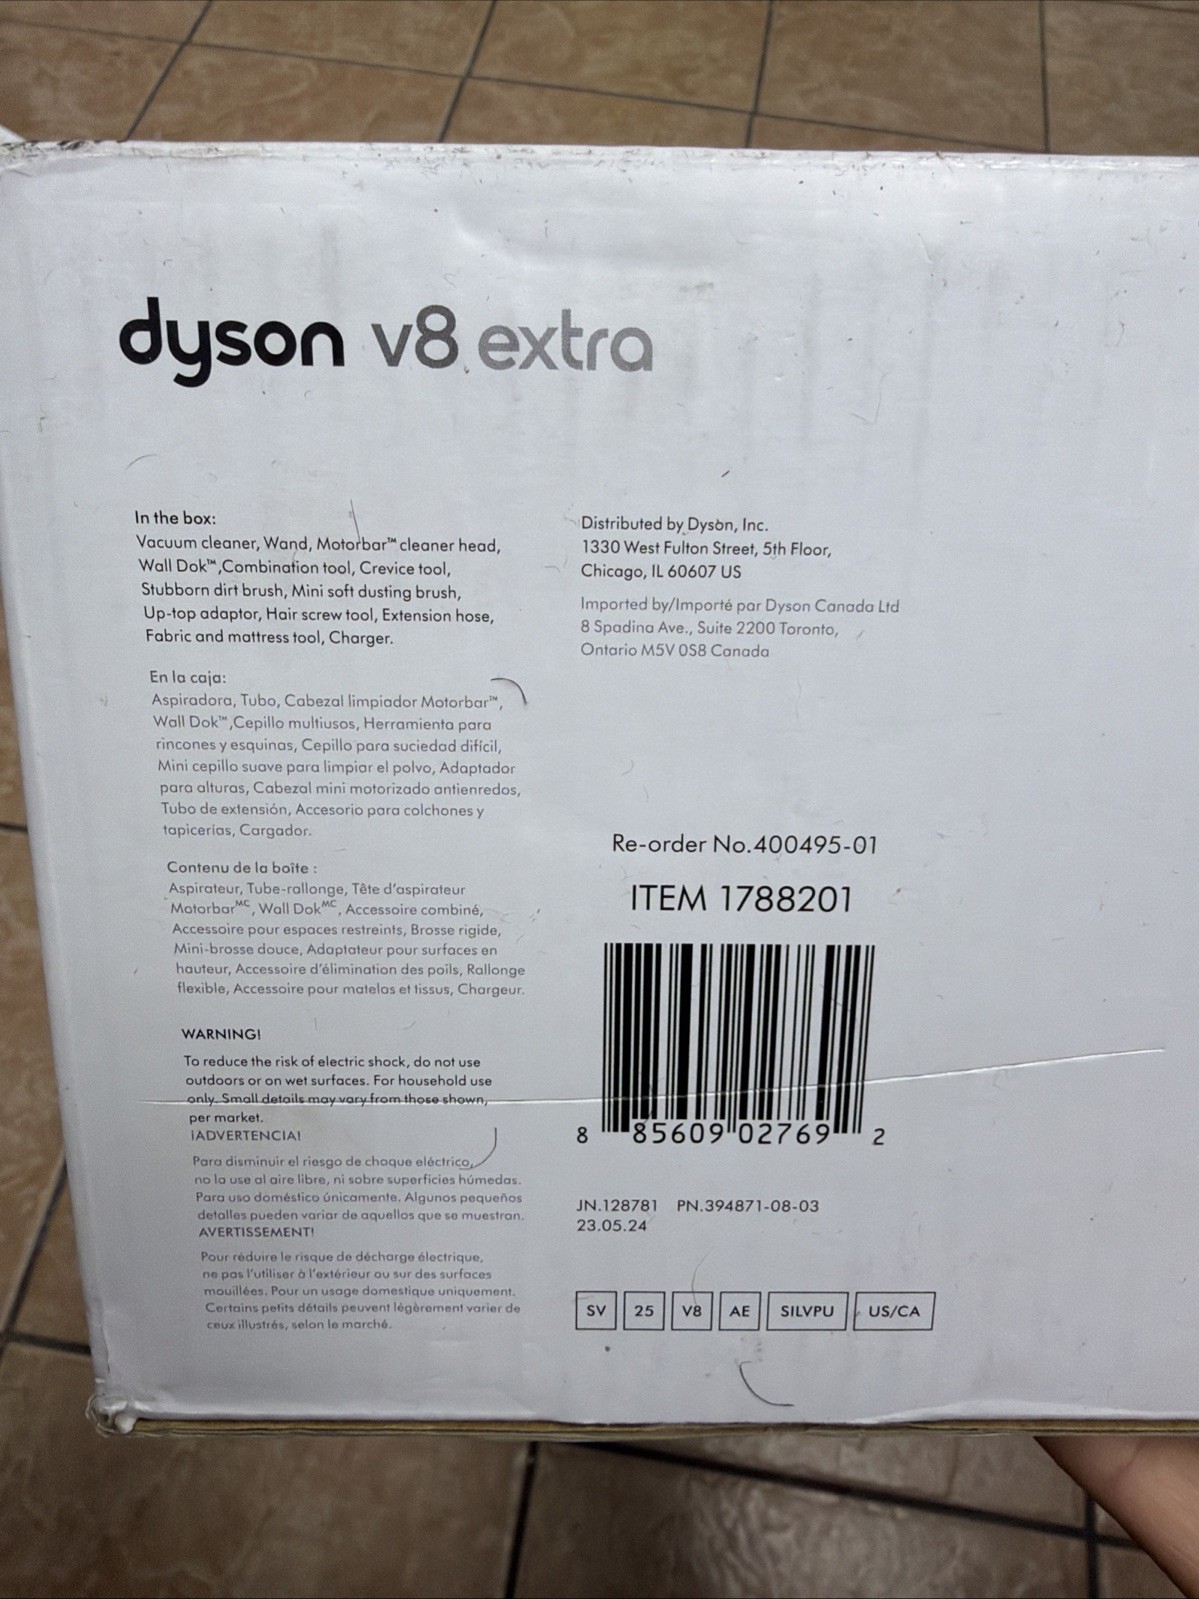 dyson v8 extra
In the box:
Vacuum cleaner, Wand, Motorbar™ cleaner head,
Wall Dok™,Combination tool, Crevice tool,
Stubborn dirt brush, Mini soft dusting brush,
Up-top adaptor, Hair screw tool, Extension hose,
Fabric and mattress tool, Charger.
En la caja:
Aspiradora, Tubo, Cabezal limpiador Motorbar™,
Wall Dok™,Cepillo multiusos, Herramienta para
rincones y esquinas, Cepillo para suciedad difícil,
Mini cepillo suave para limpiar el polvo, Adaptador
para alturas, Cabezal mini motorizado antienredos,
Tubo de extensión, Accesorio para colchones y
tapicerías, Cargador.
Contenu de la boîte :
Aspirateur, Tube-rallonge, Tête d'aspirateur
Motorbar^MC, Wall Dok^MC, Accessoire combiné,
Accessoire pour espaces restreints, Brosse rigide,
Mini-brosse douce, Adaptateur pour surfaces en
hauteur, Accessoire d'élimination des poils, Rallonge
flexible, Accessoire pour matelas et tissus, Chargeur.
WARNING!
To reduce the risk of electric shock, do not use
outdoors or on wet surfaces. For household use
only. Small details may vary from those shown,
per market.
¡ADVERTENCIA!
Para disminuir el riesgo de choque eléctrico,
no la use al aire libre, ni sobre superficies húmedas.
Para uso doméstico únicamente. Algunos pequeños
detalles pueden variar de aquellos que se muestran.
AVERTISSEMENT!
Pour réduire le risque de décharge électrique,
ne pas l'utiliser à l'extérieur ou sur des surfaces
mouillées. Pour un usage domestique uniquement.
Certains petits détails peuvent légèrement varier de
ceux illustrés, selon le marché.
Distributed by Dyson, Inc.
1330 West Fulton Street, 5th Floor,
Chicago, IL 60607 US
Imported by/Importé par Dyson Canada Ltd
8 Spadina Ave., Suite 2200 Toronto,
Ontario M5V 0S8 Canada
Re-order No.400495-01
ITEM 1788201
8 85609 02769 2
JN.128781 PN.394871-08-03
23.05.24
SV 25 V8 AE SILVPU US/CA